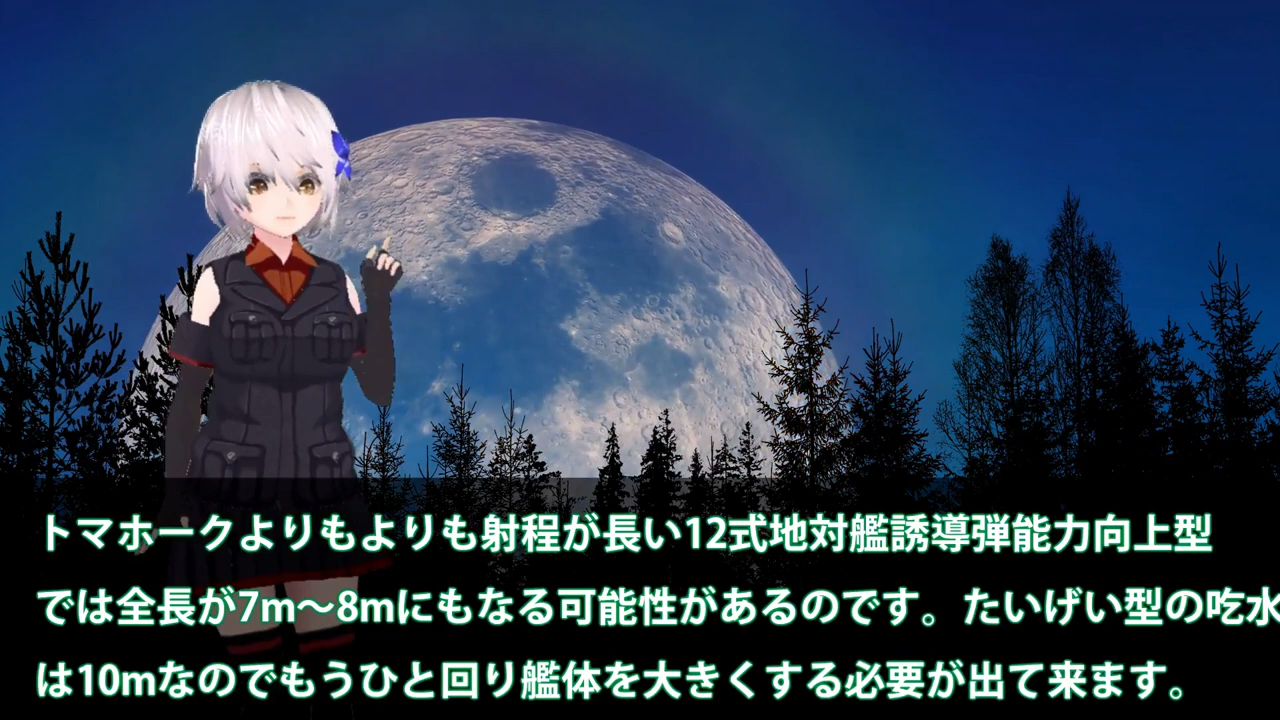 トマホークよりもよりも射程が長い12式地対艦誘導弾能力向上型
では全長が7m～8mにもなる可能性があるのです。たいげい型の吃水
は10mなのでもうひと回り艦体を大きくする必要が出て来ます。